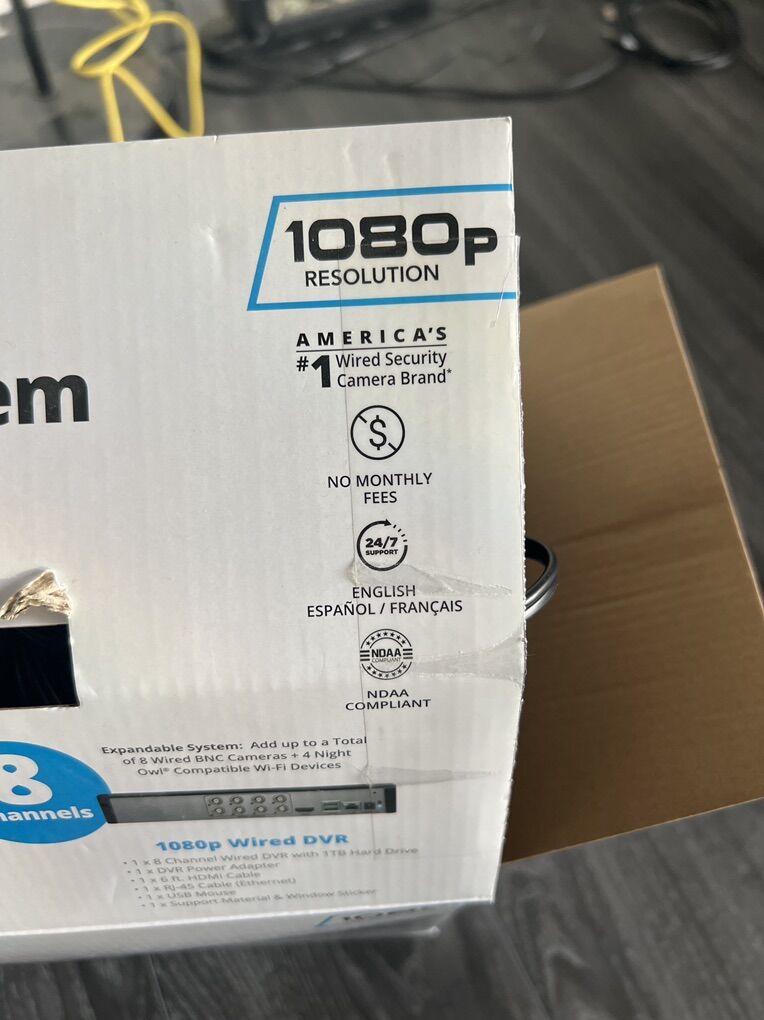 1080p
RESOLUTION
AMERICA'S
#1 Wired Security
Camera Brand*
em
$
NO MONTHLY
FEES
24/7
SUPPORT
ENGLISH
ESPAÑOL / FRANÇAIS
NDAA
COMPLIANT
NDAA
COMPLIANT
Expandable System: Add up to a Total
of 8 Wired BNC Cameras + 4 Night
Owl® Compatible Wi-Fi Devices
8
annels
1080p Wired DVR
• 1 x 8 Channel Wired DVR with 1TB Hard Drive
• 1 x DVR Power Adapter
• 1 x 6 ft. HDMI Cable
• 1 x RJ-45 Cable (Ethernet)
• 1 x USB Mouse
• 1 x Support Material & Window Sticker